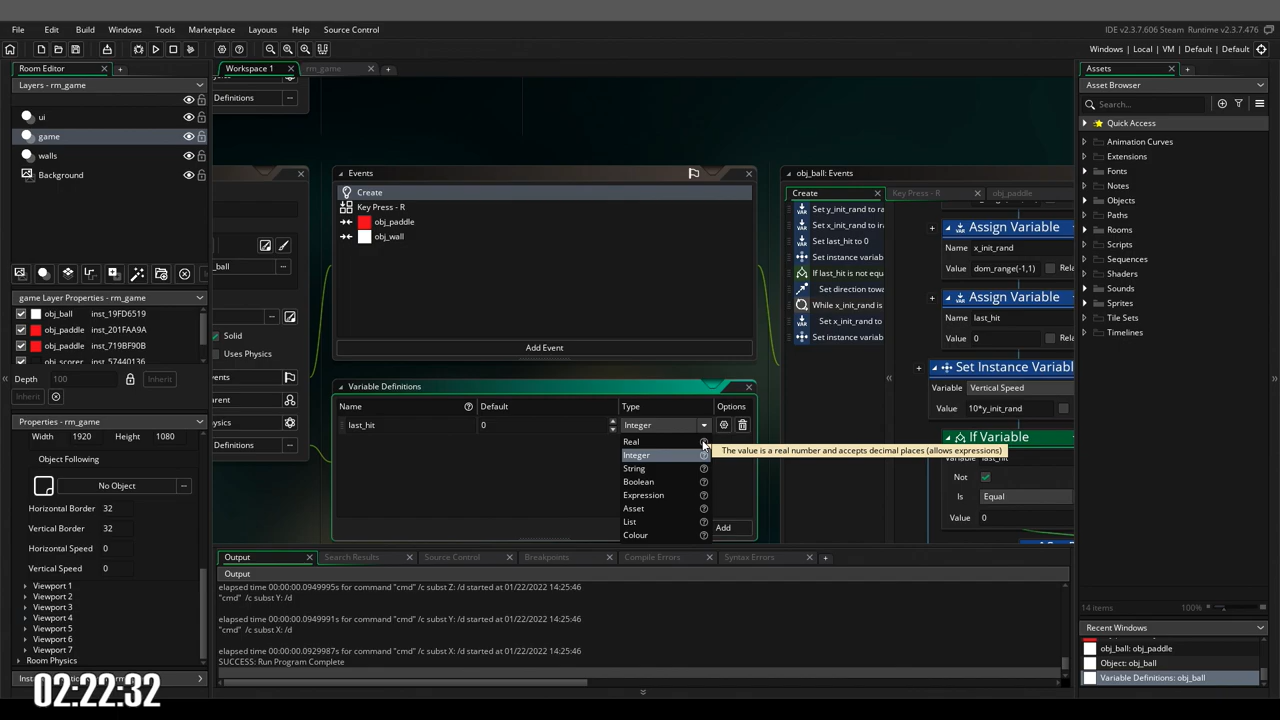 File Edit Build Windows Tools Marketplace Layouts Help Source Control
IDE v2.3.7.606 Steam Runtime v2.3.7.476
Windows | Local | VM | Default | Default
Room Editor
Workspace 1
rm_game
Assets
Layers - rm_game
Asset Browser
Search...
ui
game
walls
Background
Definitions
Quick Access
Animation Curves
Extensions
Fonts
Notes
Objects
Paths
Rooms
Scripts
Sequences
Shaders
Sounds
Sprites
Tile Sets
Timelines
Events
Create
Key Press - R
obj_paddle
obj_wall
Add Event
obj_ball: Events
Create
Key Press - R
obj_paddle
Set y_init_rand to ra
Set x_init_rand to ir
Set last_hit to 0
Set instance variab
If last_hit is not equ
Set direction towa
While x_init_rand is
Set x_init_rand to
Set instance variab
Assign Variable
Name x_init_rand
Value dom_range(-1,1) Rela
Assign Variable
Name last_hit
Value 0 Rela
Set Instance Variabl
Variable Vertical Speed
Value 10*y_init_rand
If Variable
Not
Is Equal
Value 0
_ball
Solid
Uses Physics
vents
rent
ysics
Definitions
game Layer Properties - rm_game
obj_ball inst_19FD6519
obj_paddle inst_201FAA9A
obj_paddle inst_719BF90B
obj_scorer inst_57440136
Depth 100 Inherit
Inherit
Properties - rm_game
Width 1920 Height 1080
Object Following
No Object
Horizontal Border 32
Vertical Border 32
Horizontal Speed 0
Vertical Speed 0
Viewport 1
Viewport 2
Viewport 3
Viewport 4
Viewport 5
Viewport 6
Viewport 7
Room Physics
Variable Definitions
Name Default Type Options
last_hit 0 Integer
Real
Integer
String
Boolean
Expression
Asset
List
Colour
Add
The value is a real number and accepts decimal places (allows expressions)
Output
Search Results
Source Control
Breakpoints
Compile Errors
Syntax Errors
Output
elapsed time 00:00:00.0949995s for command "cmd" /c subst Z: /d started at 01/22/2022 14:25:46
"cmd" /c subst Y: /d
elapsed time 00:00:00.0949991s for command "cmd" /c subst Y: /d started at 01/22/2022 14:25:46
"cmd" /c subst X: /d
elapsed time 00:00:00.0929987s for command "cmd" /c subst X: /d started at 01/22/2022 14:25:46
SUCCESS: Run Program Complete
14 items
100%
Recent Windows
obj_ball: obj_paddle
Object: obj_ball
Variable Definitions: obj_ball
02:22:32